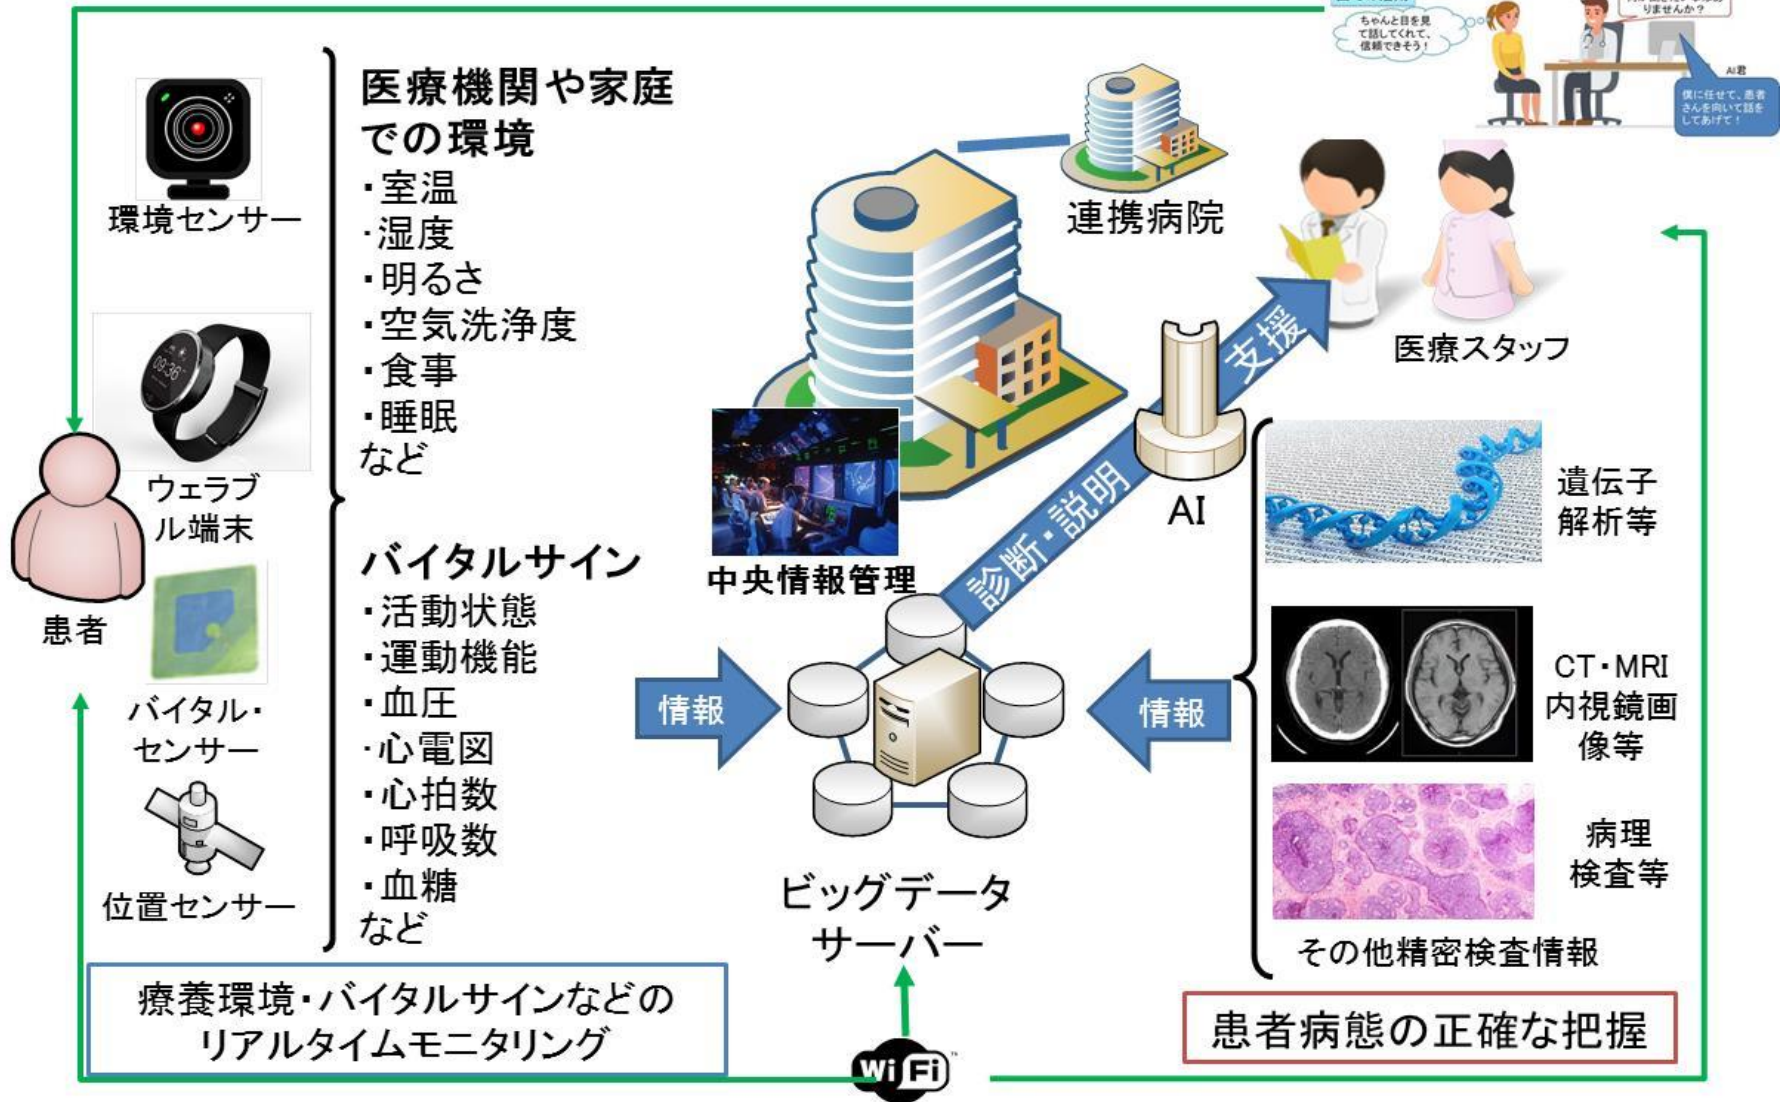 ちゃんと目を見
て話してくれて、
信頼できそう！
りませんか？
AI君
僕に任せて、患者
さんを向いて話を
してあげて！
環境センサー
ウェラブ
ル端末
患者
バイタル・
センサー
位置センサー
医療機関や家庭
での環境
・室温
・湿度
・明るさ
・空気洗浄度
・食事
・睡眠
など
バイタルサイン
・活動状態
・運動機能
・血圧
・心電図
・心拍数
・呼吸数
・血糖
など
連携病院
中央情報管理
医療スタッフ
支援
AI
診断・説明
情報
情報
ビッグデータ
サーバー
遺伝子
解析等
CT・MRI
内視鏡画
像等
病理
検査等
その他精密検査情報
療養環境・バイタルサインなどの
リアルタイムモニタリング
患者病態の正確な把握
Wi Fi
09:36